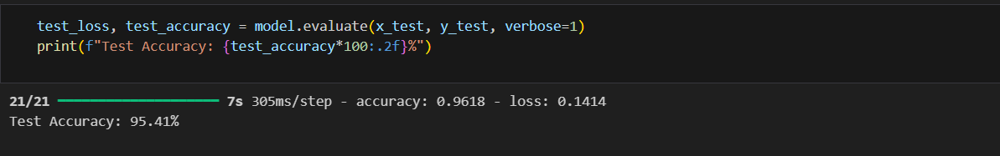 test_loss, test_accuracy = model.evaluate(x_test, y_test, verbose=1)
print(f"Test Accuracy: {test_accuracy*100:.2f}%")
21/21 ━━━━━━━━━━━━━━━━━━━━ 7s 305ms/step - accuracy: 0.9618 - loss: 0.1414
Test Accuracy: 95.41%